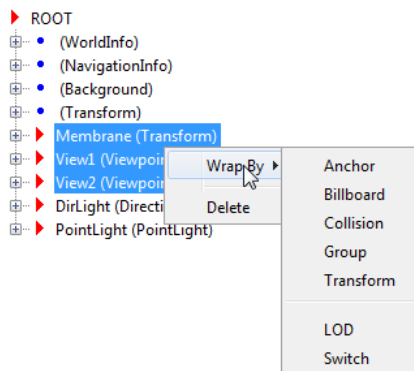 ROOT
(WorldInfo)
(NavigationInfo)
(Background)
(Transform)
Membrane (Transform)
View1 (Viewpoi
View2 (Viewpoi
DirLight (Directi
PointLight (PointLight)
Wrap By
Delete
Anchor
Billboard
Collision
Group
Transform
LOD
Switch